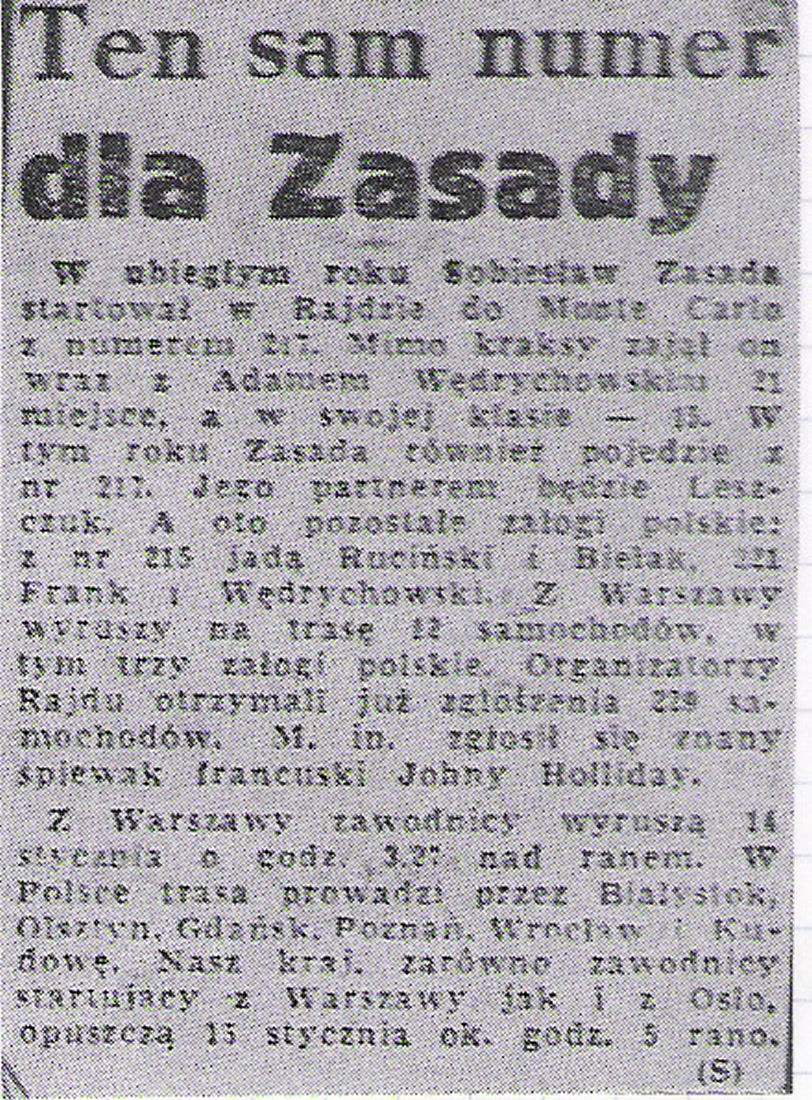 Ten sam numer
dla Zasady
W ubiegłym roku Sobiesław Zasada
startował w Rajdzie do Monte Carlo
z numerem 217. Mimo kraksy zajął on
wraz z Adamem Wędrychowskim 21
miejsce, a w swojej klasie — 15. W
tym roku Zasada również pojedzie z
nr 217. Jego partnerem będzie Lesz-
czuk. A oto pozostałe załogi polskie:
z nr 215 jadą Ruciński i Bielak, 221
Frank i Wędrychowski. Z Warszawy
wyruszy na trasę 12 samochodów, w
tym trzy załogi polskie. Organizatorzy
Rajdu otrzymali już zgłoszenia sa-
mochodów. M. in. zgłosił się znany
śpiewak francuski Johny Holliday.
Z Warszawy zawodnicy wyruszą 14
stycznia o godz. 3.27 nad ranem. W
Polsce trasa prowadzi przez Białystok,
Olsztyn, Gdańsk, Poznań, Wrocław i Ku-
dowę. Nasz kraj, zarówno zawodnicy
startujący z Warszawy jak i z Oslo,
opuszczą 15 stycznia ok. godz. 5 rano.
(S)